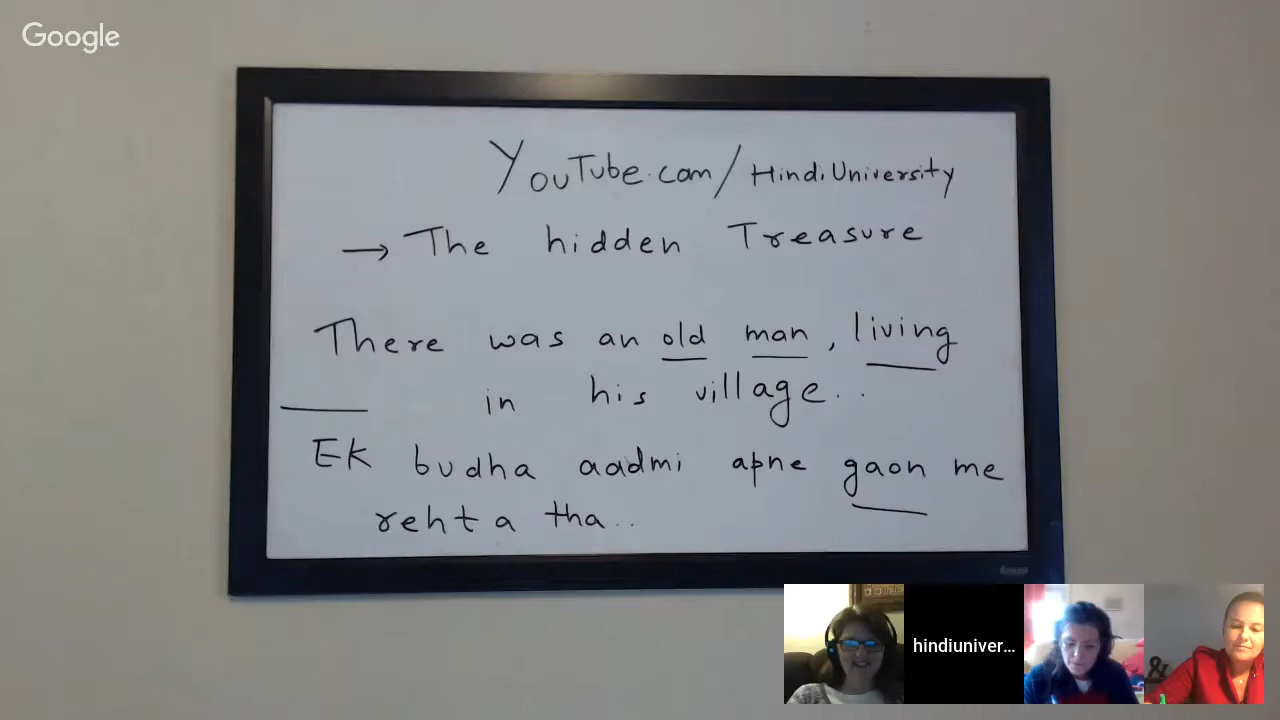 Google
YouTube.com/HindiUniversity
→ The hidden Treasure
There was an old man, living
in his village..
Ek budha aadmi apne gaon me
rehta tha..
hindiuniver...
&